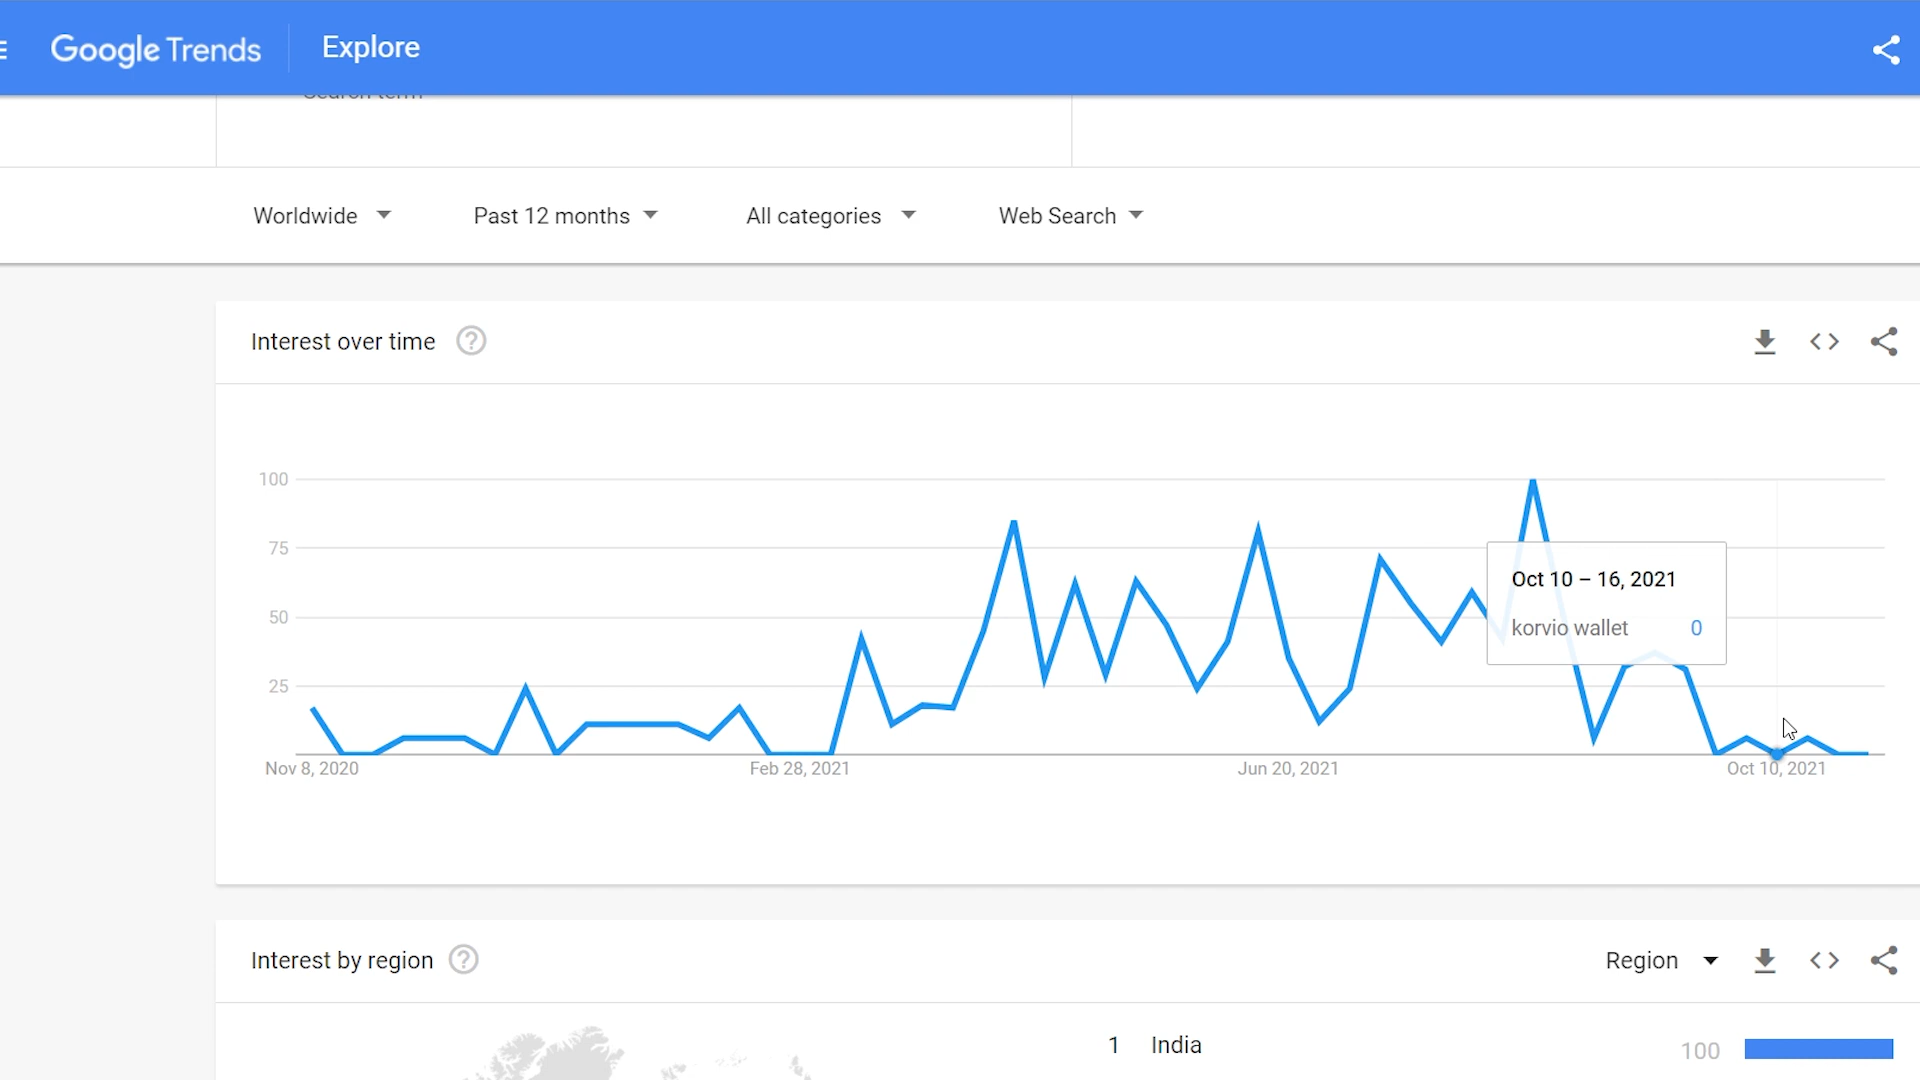 Google Trends Explore
Search term
Worldwide Past 12 months All categories Web Search
Interest over time ?
100
75
50
25
Oct 10 – 16, 2021
korvio wallet 0
Nov 8, 2020 Feb 28, 2021 Jun 20, 2021 Oct 10, 2021
Interest by region ? Region
1 India 100